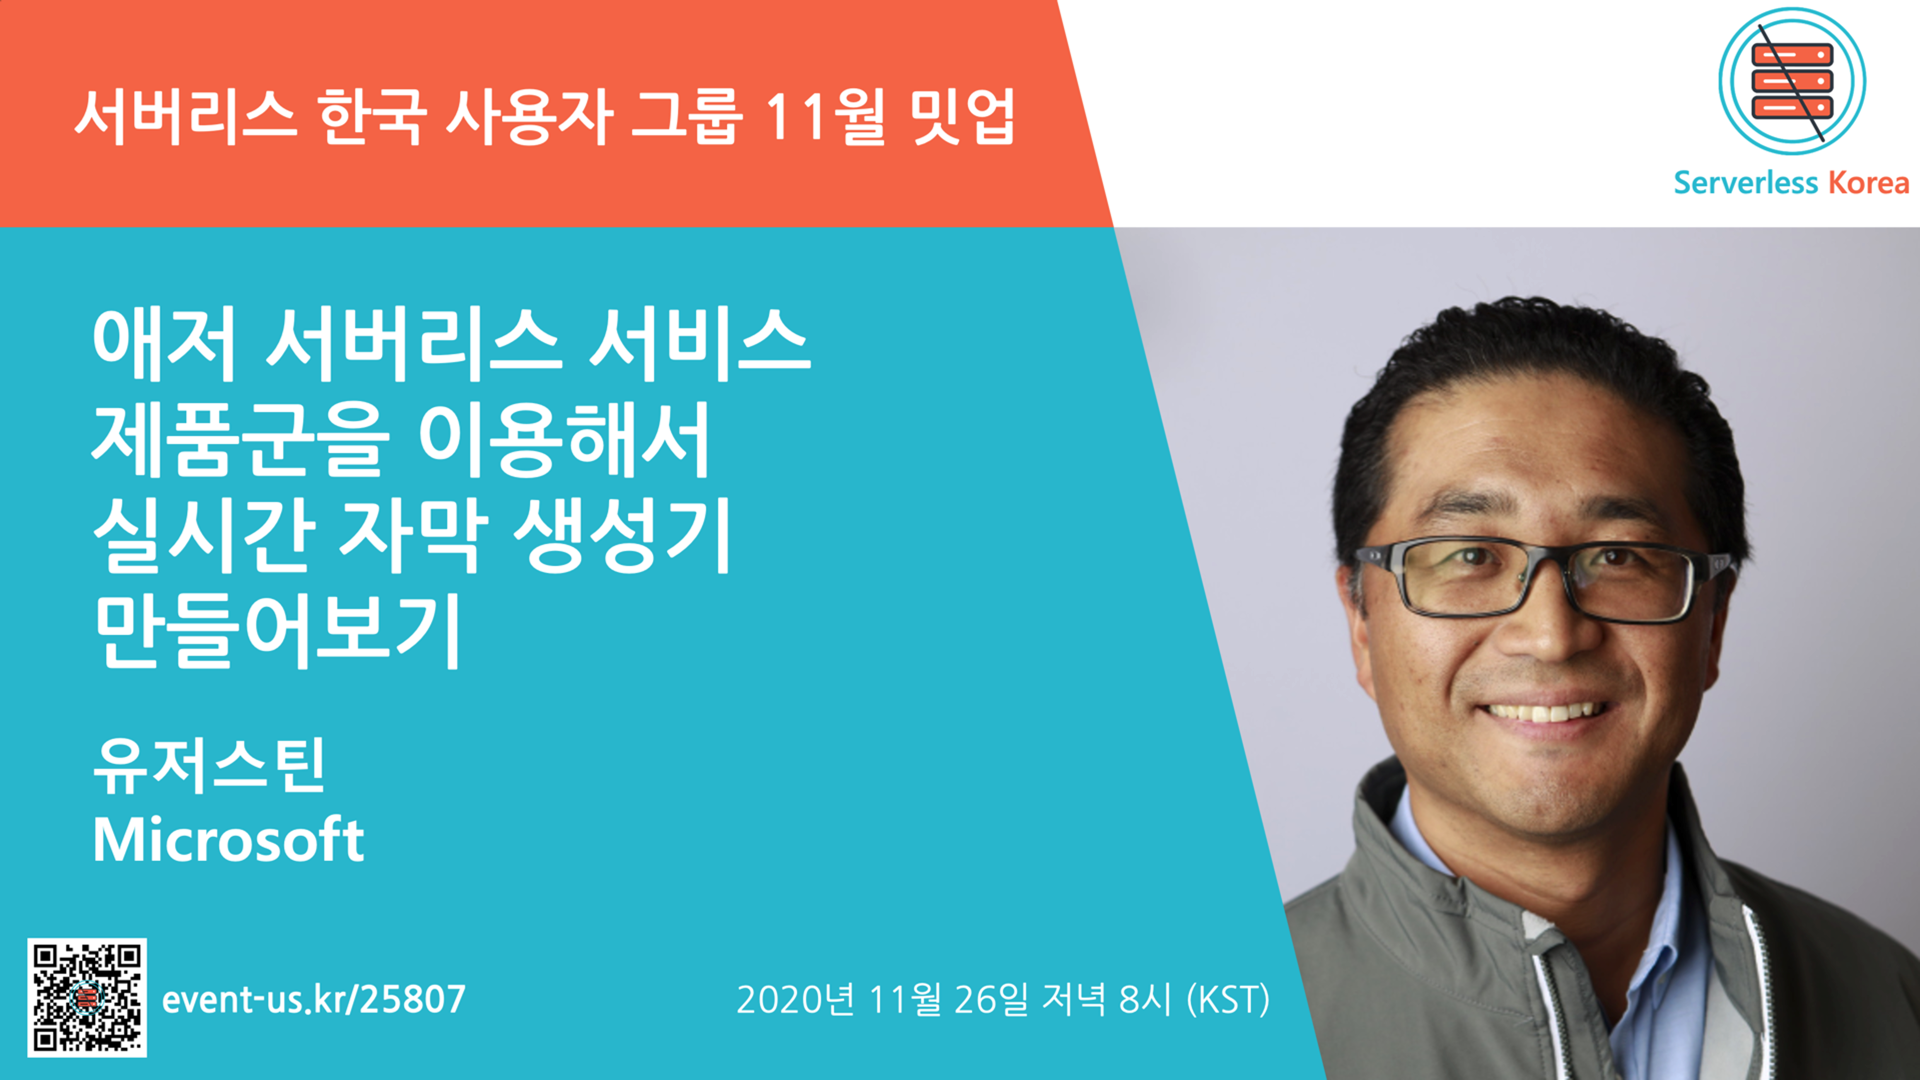 서버리스 한국 사용자 그룹 11월 밋업
Serverless Korea
애저 서버리스 서비스
제품군을 이용해서
실시간 자막 생성기
만들어보기
유저스틴
Microsoft
event-us.kr/25807
2020년 11월 26일 저녁 8시 (KST)